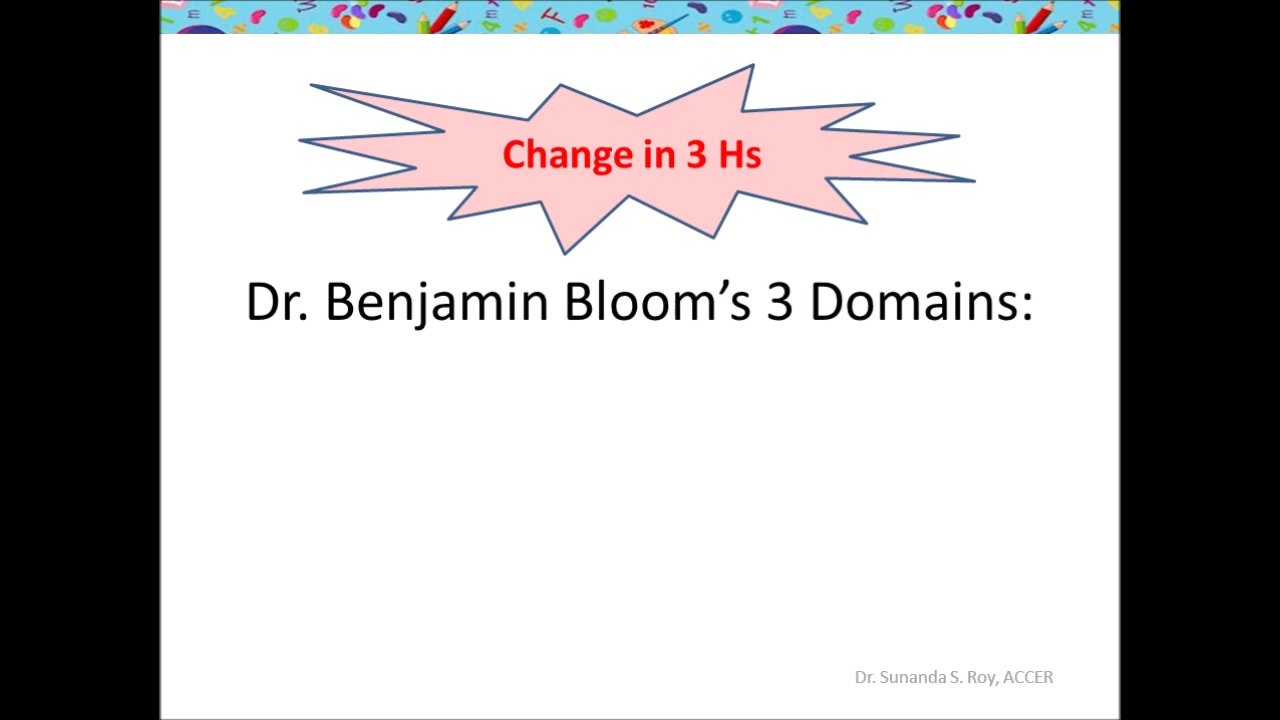 Change in 3 Hs
Dr. Benjamin Bloom’s 3 Domains:
Dr. Sunanda S. Roy, ACCER